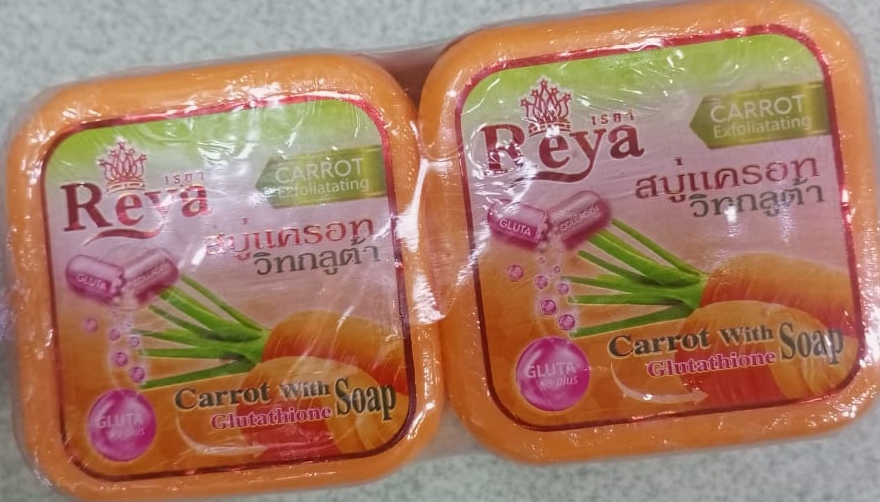 เรยา
Reya
CARROT
Exfoliatating
สบู่แครอท
วิทกลูต้า
GLUTA COLLAGEN
GLUTA
plus
Carrot With
Glutathione Soap
เรยา
Reya
CARROT
Exfoliatating
สบู่แครอท
วิทกลูต้า
GLUTA COLLAGEN
GLUTA
plus
Carrot With
Glutathione Soap